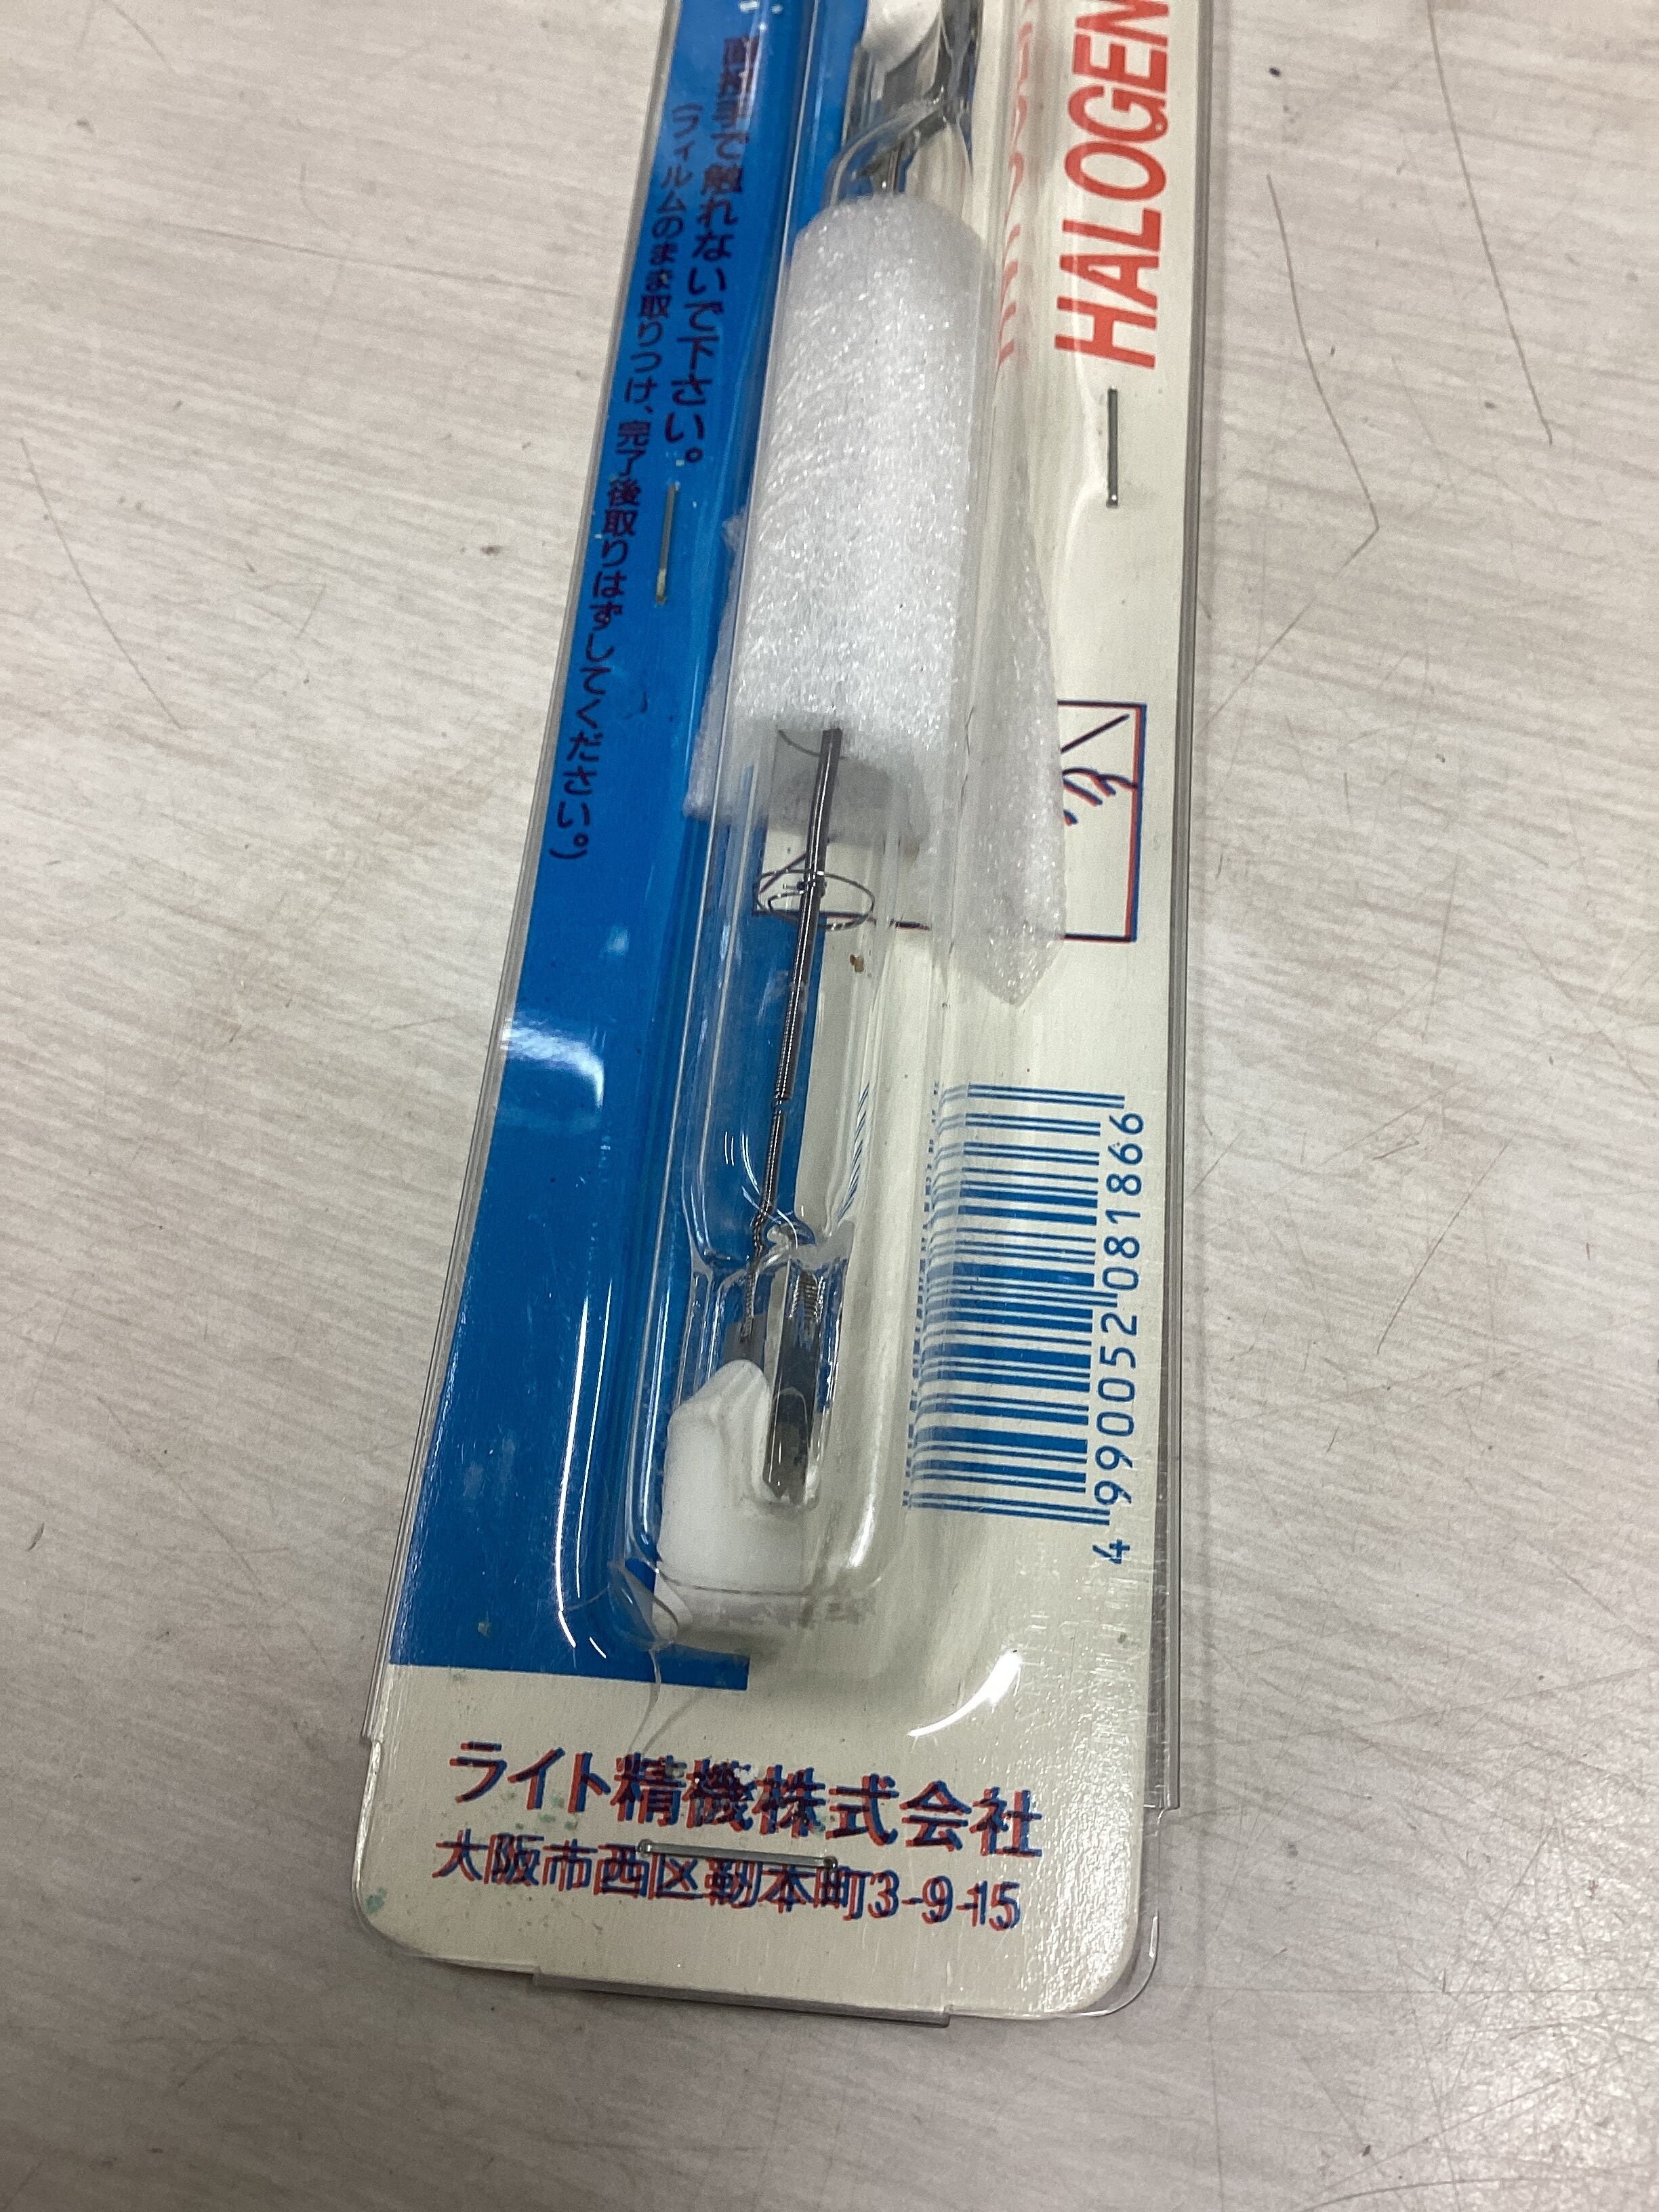 HALOGEN
直接手で触れないで下さい。
(フィルムのまま取りつけ、完了後取りはずしてください。)
4 990052 081866
ライト精機株式会社
大阪市西区靭本町3-9-15